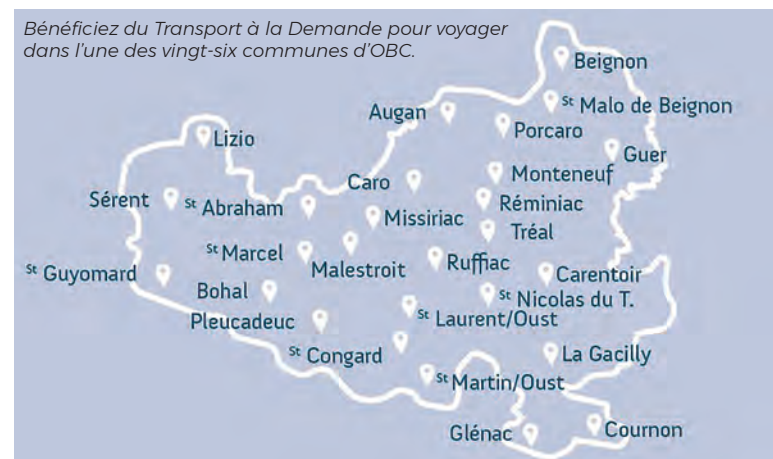 Bénéficiez du Transport à la Demande pour voyager
dans l'une des vingt-six communes d'OBC.
Beignon
St Malo de Beignon
Augan
Porcaro
Lizio
Guer
Monteneuf
Caro
Sérent
St Abraham
Réminiac
Missiriac
Tréal
St Marcel
Malestroit
Ruffiac
St Guyomard
Carentoir
Bohal
St Nicolas du T.
Pleucadeuc
St Laurent/Oust
St Congard
La Gacilly
St Martin/Oust
Glénac
Cournon